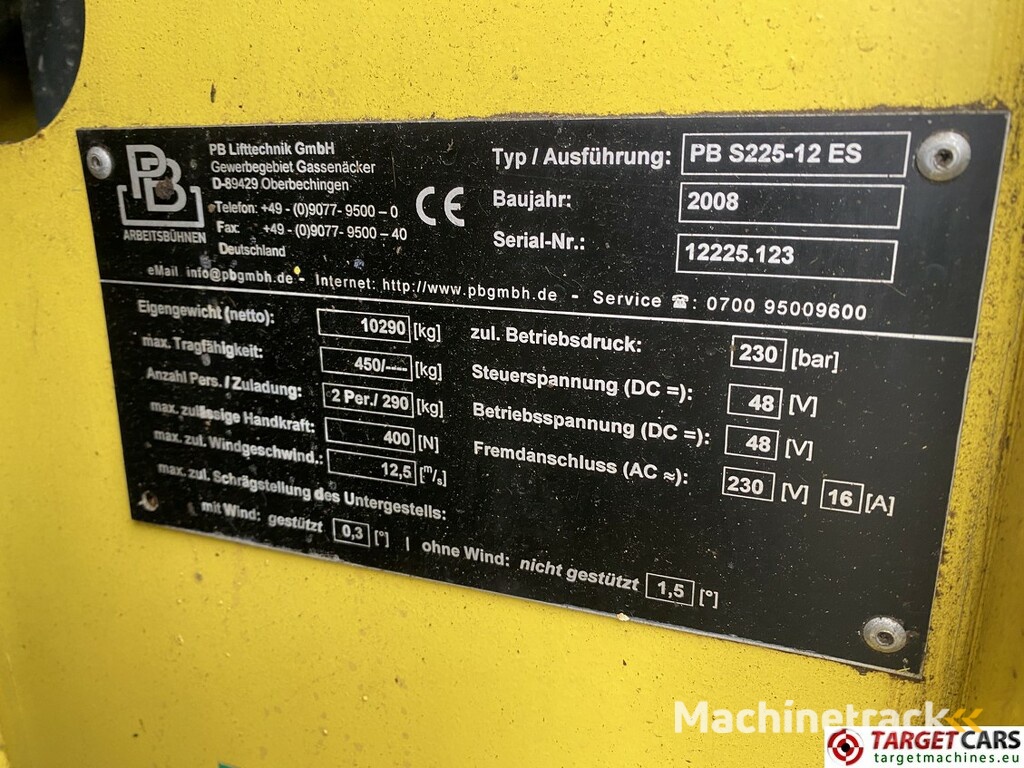 PB
ARBEITSBÜHNEN
PB Lifttechnik GmbH
Gewerbegebiet Gassenäcker
D-89429 Oberbechingen
Telefon: +49 - (0)9077- 9500 – 0
Fax: +49 - (0)9077- 9500 – 40
Deutschland
CE
eMail info@pbgmbh.de - Internet: http://www.pbgmbh.de - Service ☎: 0700 95009600
Typ / Ausführung: PB S225-12 ES
Baujahr: 2008
Serial-Nr.: 12225.123
Eigengewicht (netto): 10290 [kg]
max. Tragfähigkeit: 450/---- [kg]
Anzahl Pers. / Zuladung: 2 Per./ 290 [kg]
max. zulässige Handkraft: 400 [N]
max. zul. Windgeschwind.: 12,5 [m/s]
max. zul. Schrägstellung des Untergestells:
mit Wind: gestützt 0,3 [°] | ohne Wind: nicht gestützt 1,5 [°]
zul. Betriebsdruck: 230 [bar]
Steuerspannung (DC =): 48 [V]
Betriebsspannung (DC =): 48 [V]
Fremdanschluss (AC ≈): 230 [V] 16 [A]
Machinetrack
TARGETCARS
targetmachines.eu